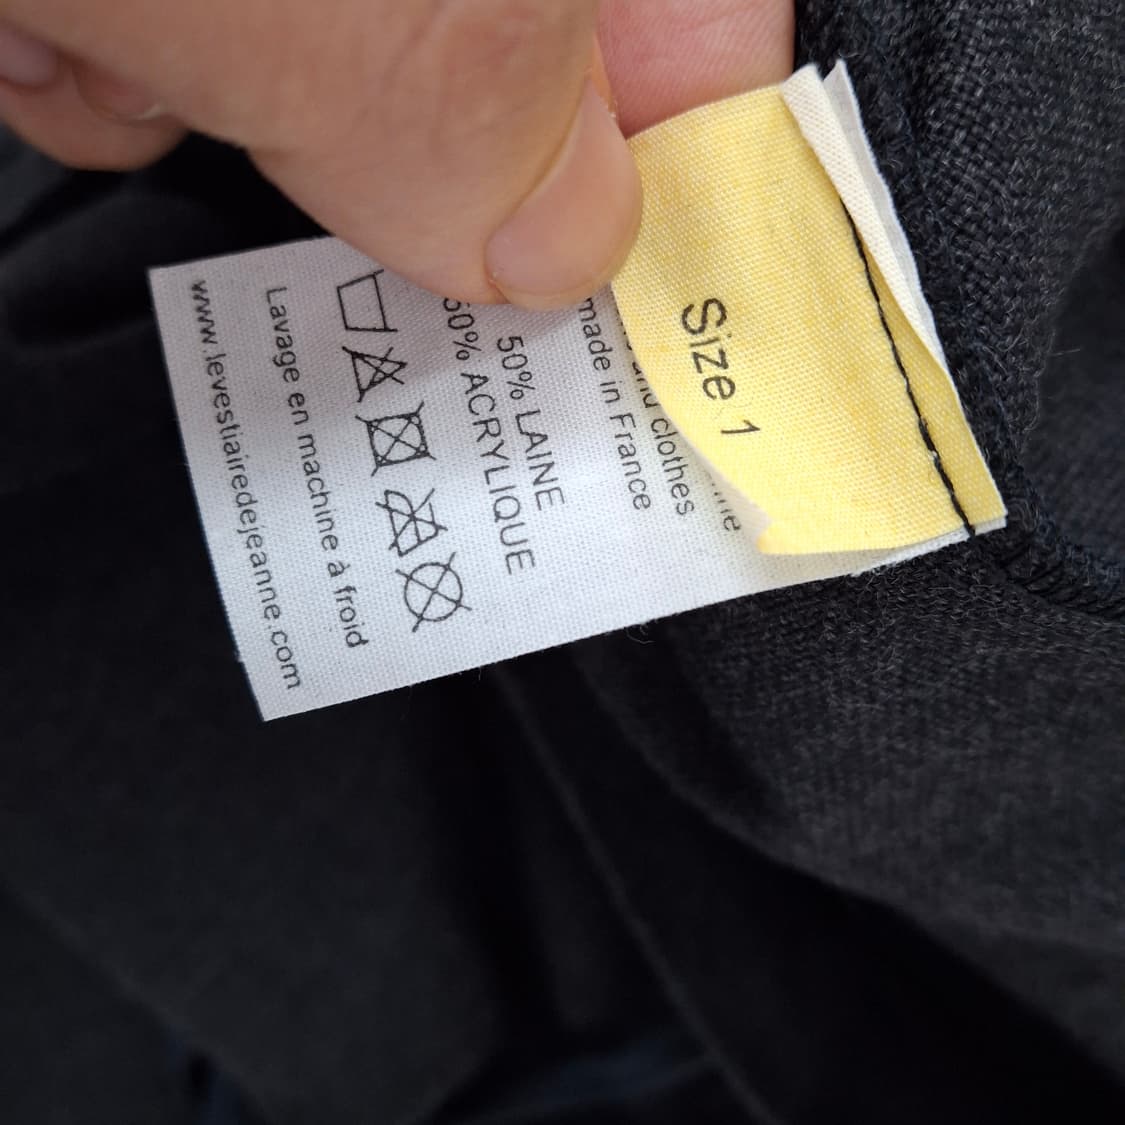 Size 1
clothes
made in France
50% LAINE
50% ACRYLIQUE
Lavage en machine à froid
www.levestiairedejeanne.com